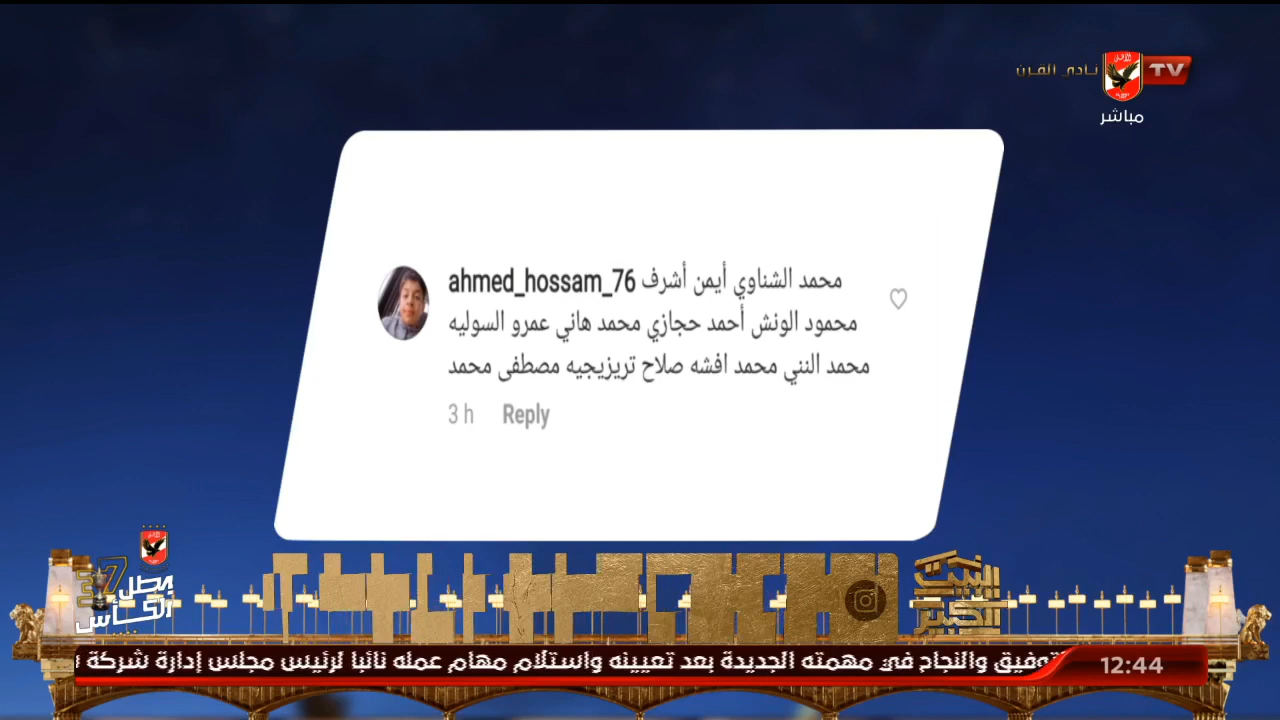 نادي القرن
TV
مباشر
ahmed_hossam_76 محمد الشناوي أيمن أشرف
محمود الونش أحمد حجازي محمد هاني عمرو السوليه
محمد النني محمد افشه صلاح تريزيجيه مصطفى محمد
3 h Reply
37
بطل
الكأس
البيت
الكبير
التوفيق والنجاح في مهمته الجديدة بعد تعيينه واستلام مهام عمله نائبا لرئيس مجلس إدارة شركة
12:44